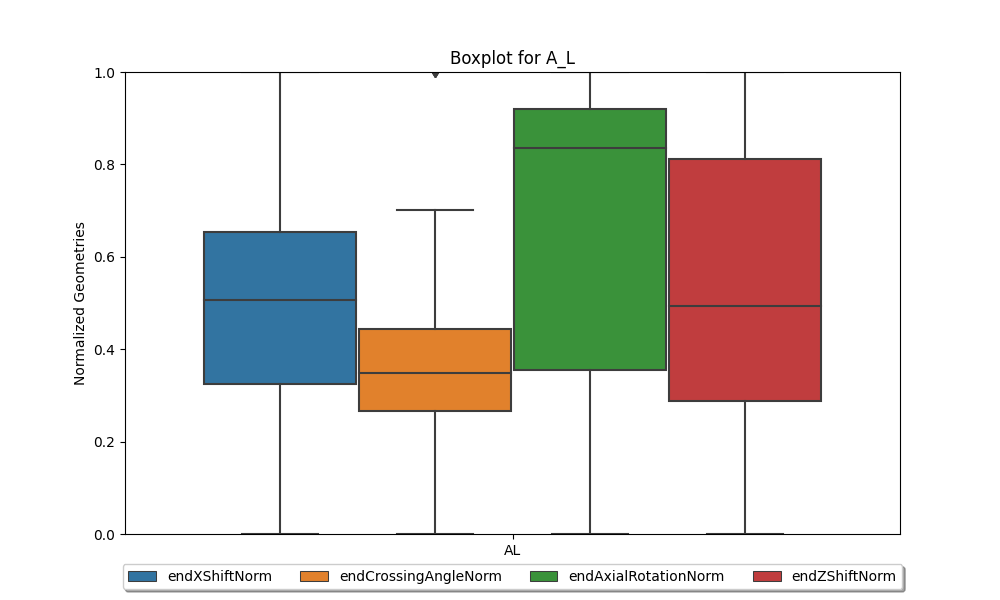 Boxplot for A_L
1.0
0.8
0.6
0.4
0.2
0.0
Normalized Geometries
AL
endXShiftNorm endCrossingAngleNorm endAxialRotationNorm endZShiftNorm